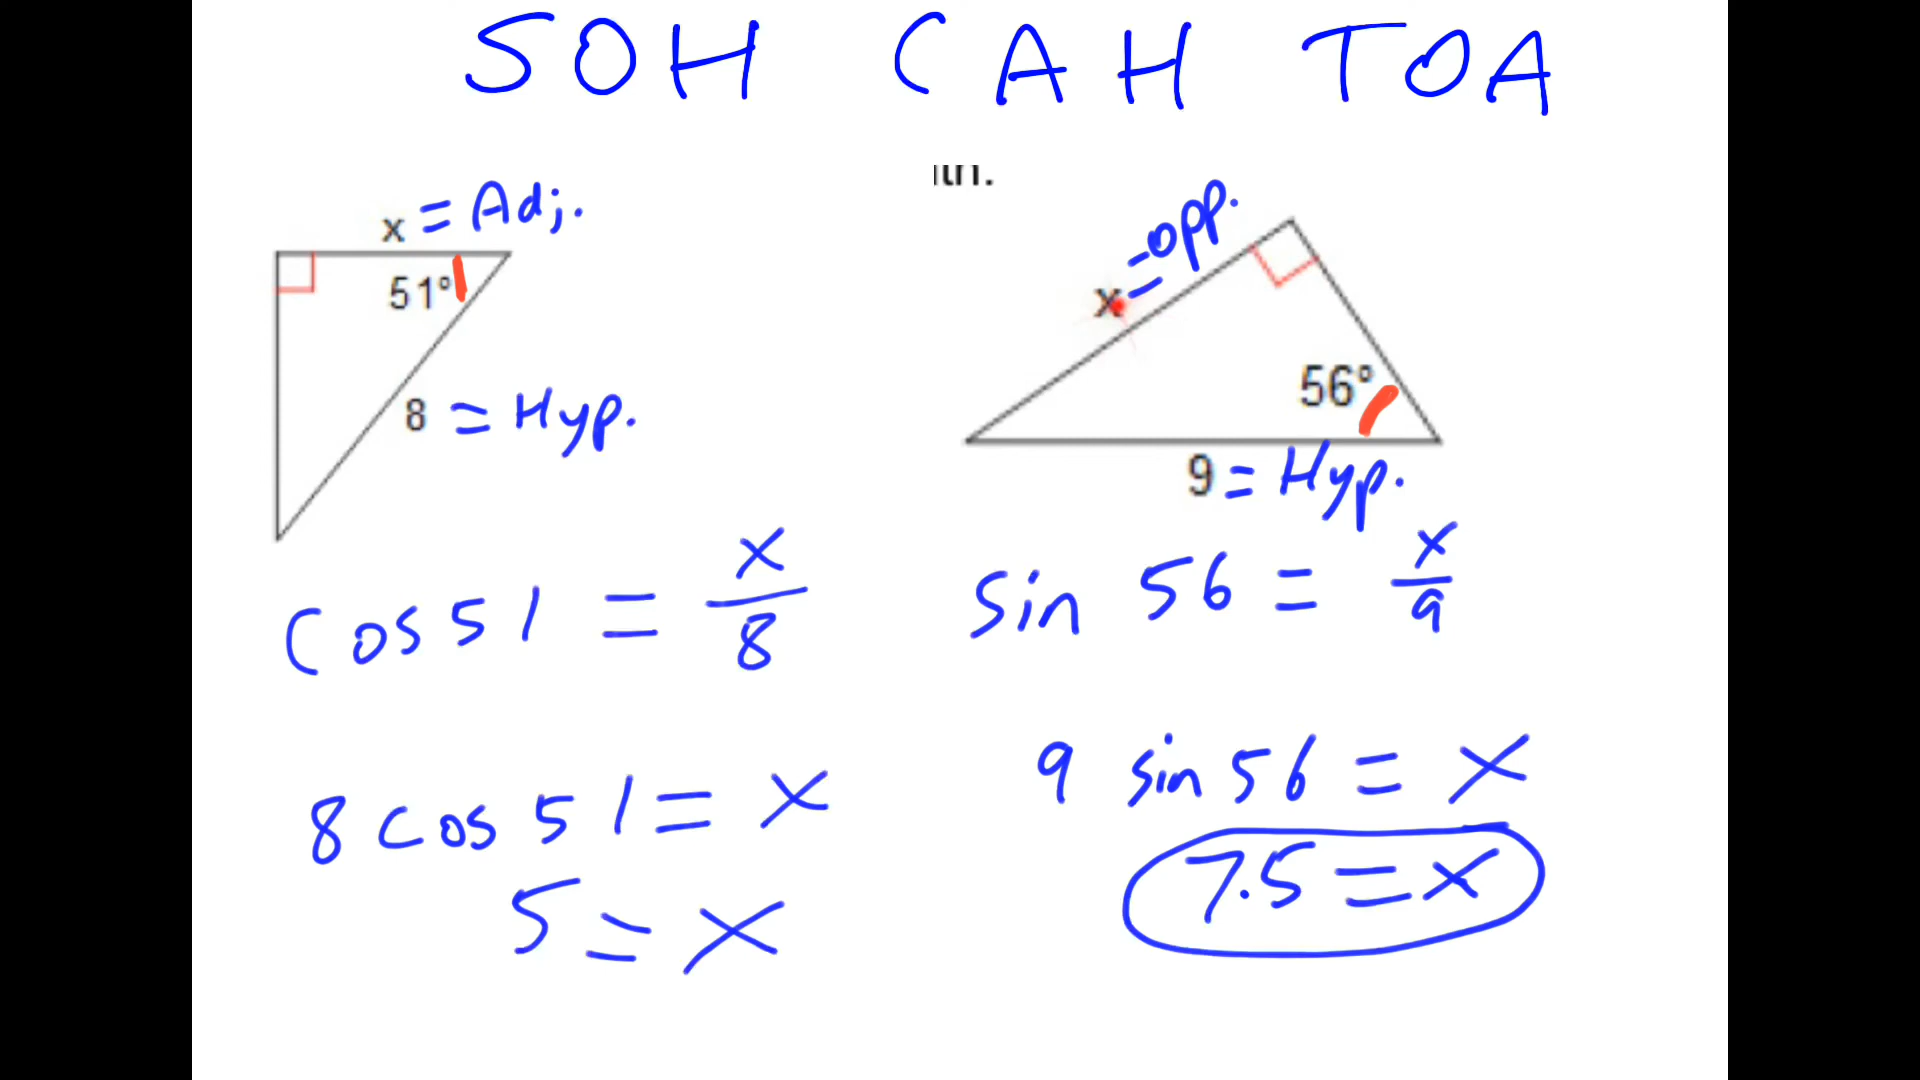 SOH CAH TOA
x = Adj.
51°
8 = Hyp.
cos 51 = x/8
8 cos 51 = x
5 = x
x = opp.
56°
9 = Hyp.
sin 56 = x/9
9 sin 56 = x
7.5 = x